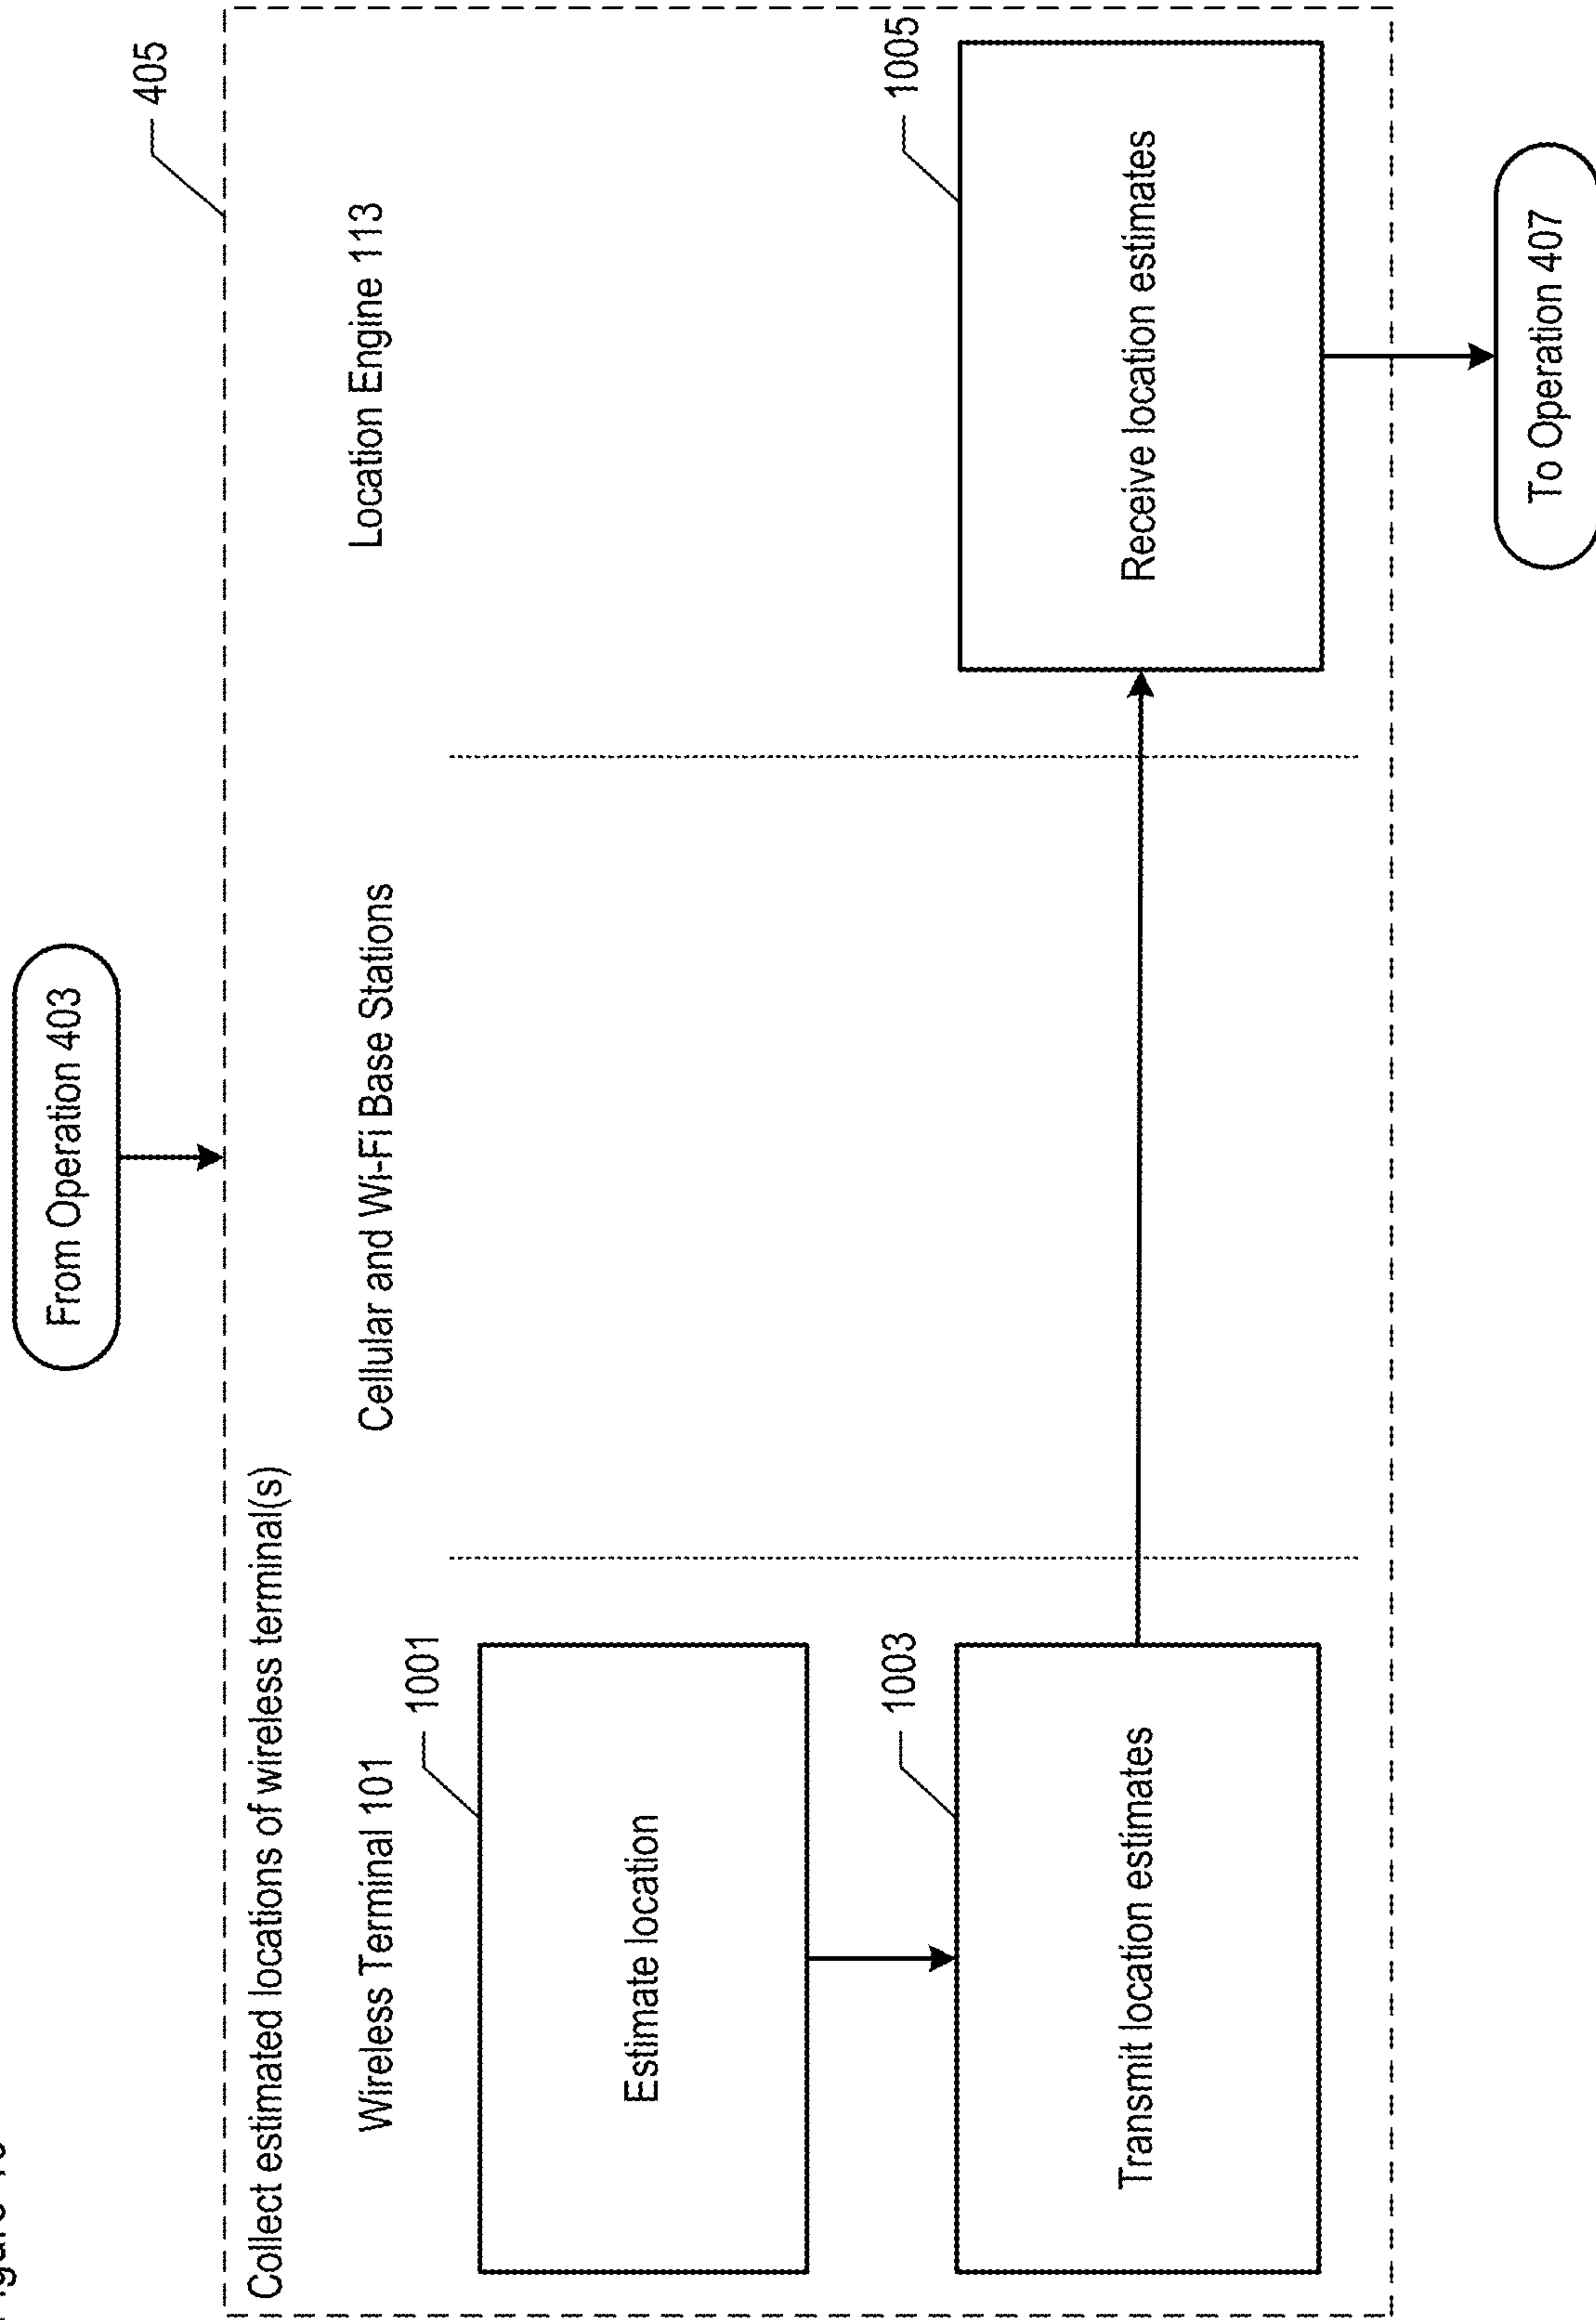 Figure 10
From Operation 403
405
Collect estimated locations of wireless terminal(s)
Wireless Terminal 101
Cellular and Wi-Fi Base Stations
Location Engine 113
1001
Estimate location
1003
Transmit location estimates
1005
Receive location estimates
To Operation 407